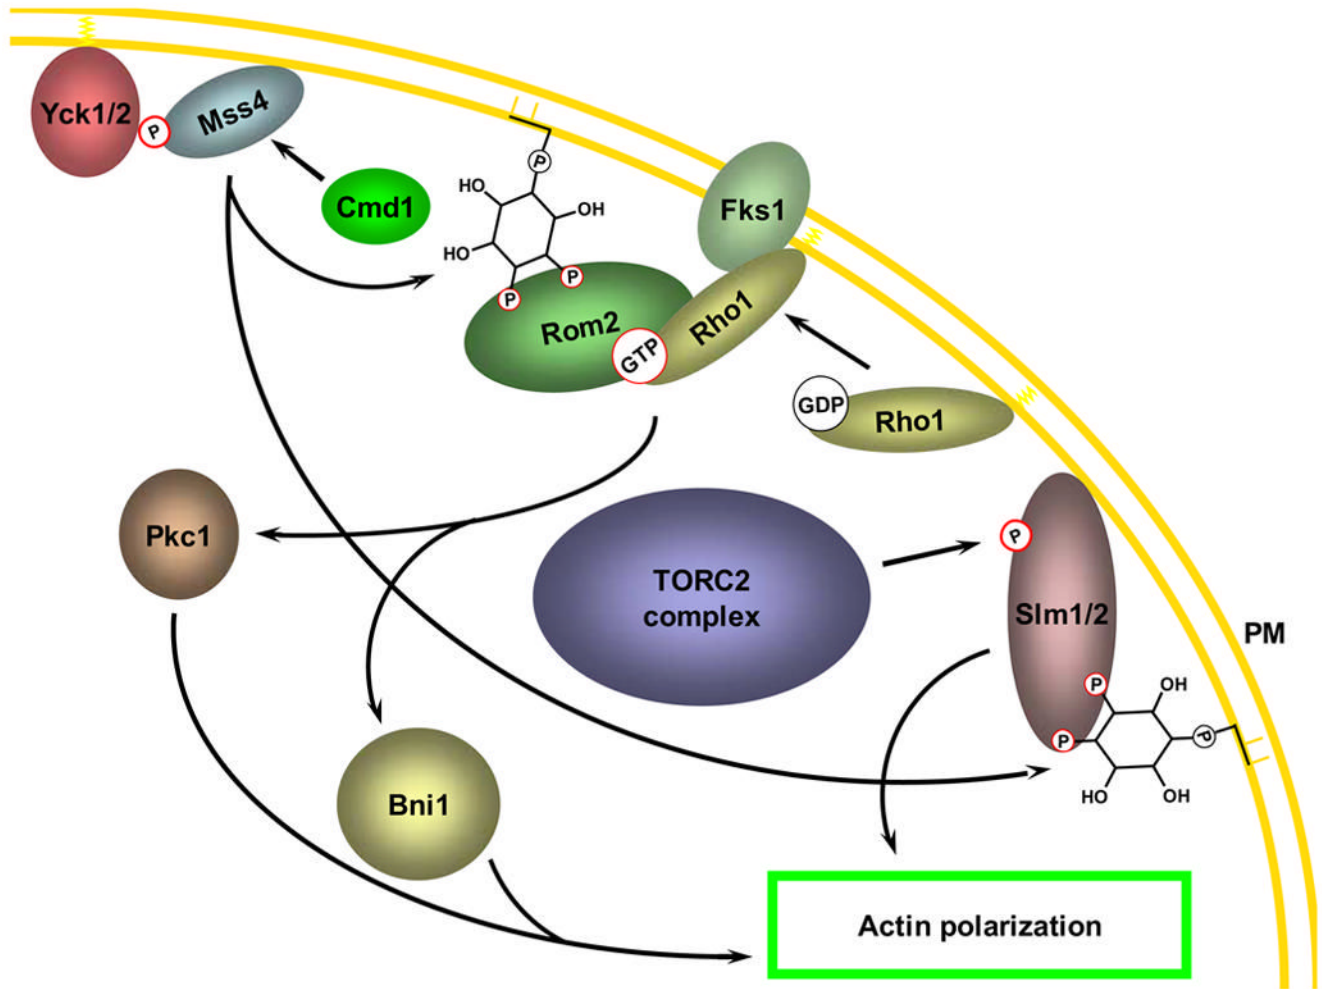 Yck1/2
P
Mss4
Cmd1
P
HO
OH
HO
P
P
Fks1
Rom2
GTP
Rho1
GDP
Rho1
Pkc1
TORC2
complex
P
Slm1/2
PM
P
OH
P
P
HO
OH
Bni1
Actin polarization